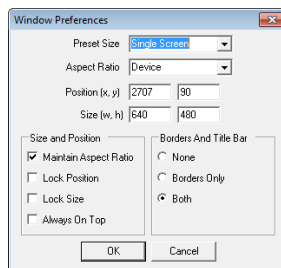 Window Preferences
Preset Size Single Screen
Aspect Ratio Device
Position (x, y) 2707 90
Size (w, h) 640 480
Size and Position
Maintain Aspect Ratio
Lock Position
Lock Size
Always On Top
Borders And Title Bar
None
Borders Only
Both
OK Cancel